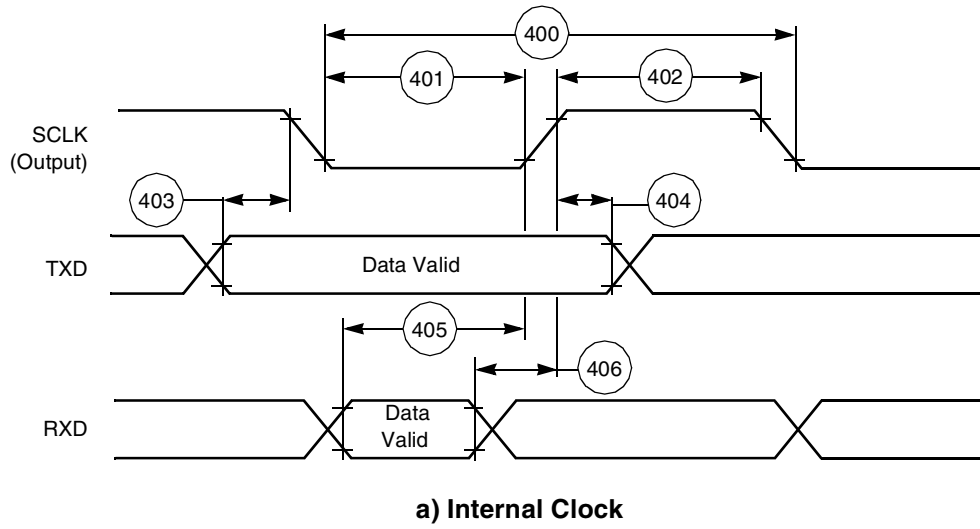 400
401
402
SCLK
(Output)
403
404
TXD
Data Valid
405
406
RXD
Data
Valid
a) Internal Clock